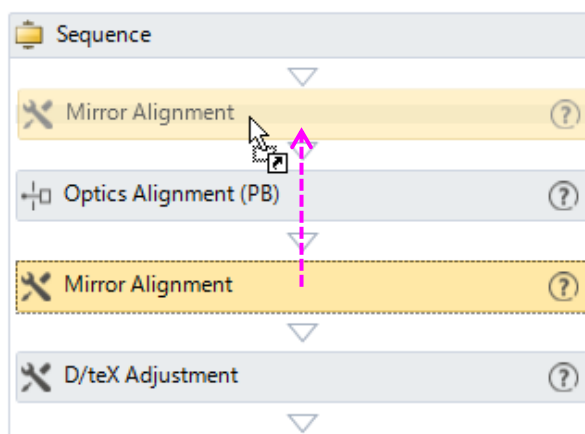 Sequence
Mirror Alignment ?
Optics Alignment (PB) ?
Mirror Alignment ?
D/teX Adjustment ?